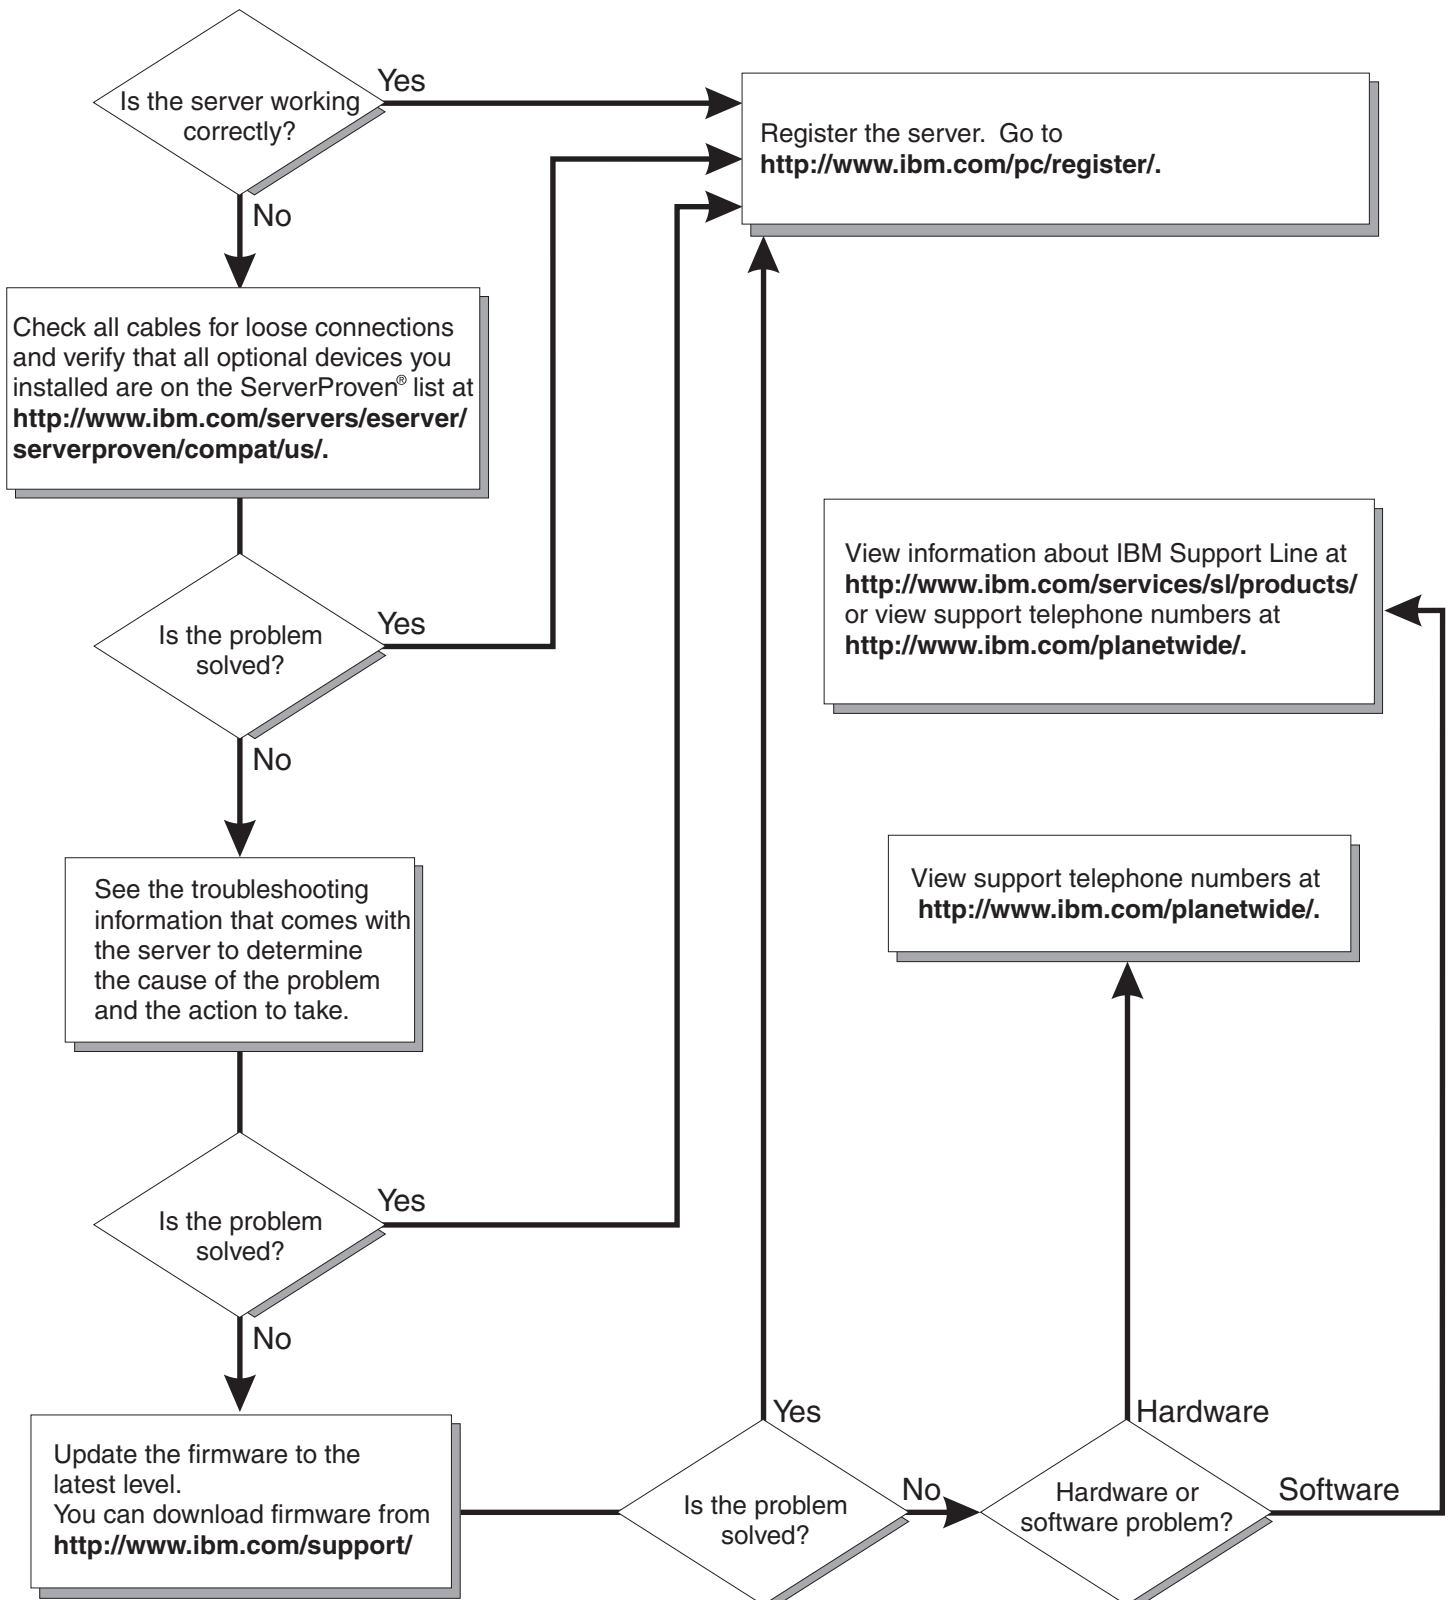 Is the server working
correctly?
Yes
No
Register the server.  Go to
http://www.ibm.com/pc/register/.
Check all cables for loose connections
and verify that all optional devices you
installed are on the ServerProven® list at
http://www.ibm.com/servers/eserver/
serverproven/compat/us/.
Is the problem
solved?
Yes
No
View information about IBM Support Line at
http://www.ibm.com/services/sl/products/
or view support telephone numbers at
http://www.ibm.com/planetwide/.
See the troubleshooting
information that comes with
the server to determine
the cause of the problem
and the action to take.
View support telephone numbers at
http://www.ibm.com/planetwide/.
Is the problem
solved?
Yes
No
Update the firmware to the
latest level.
You can download firmware from
http://www.ibm.com/support/
Is the problem
solved?
Yes
No
Hardware or
software problem?
Hardware
Software